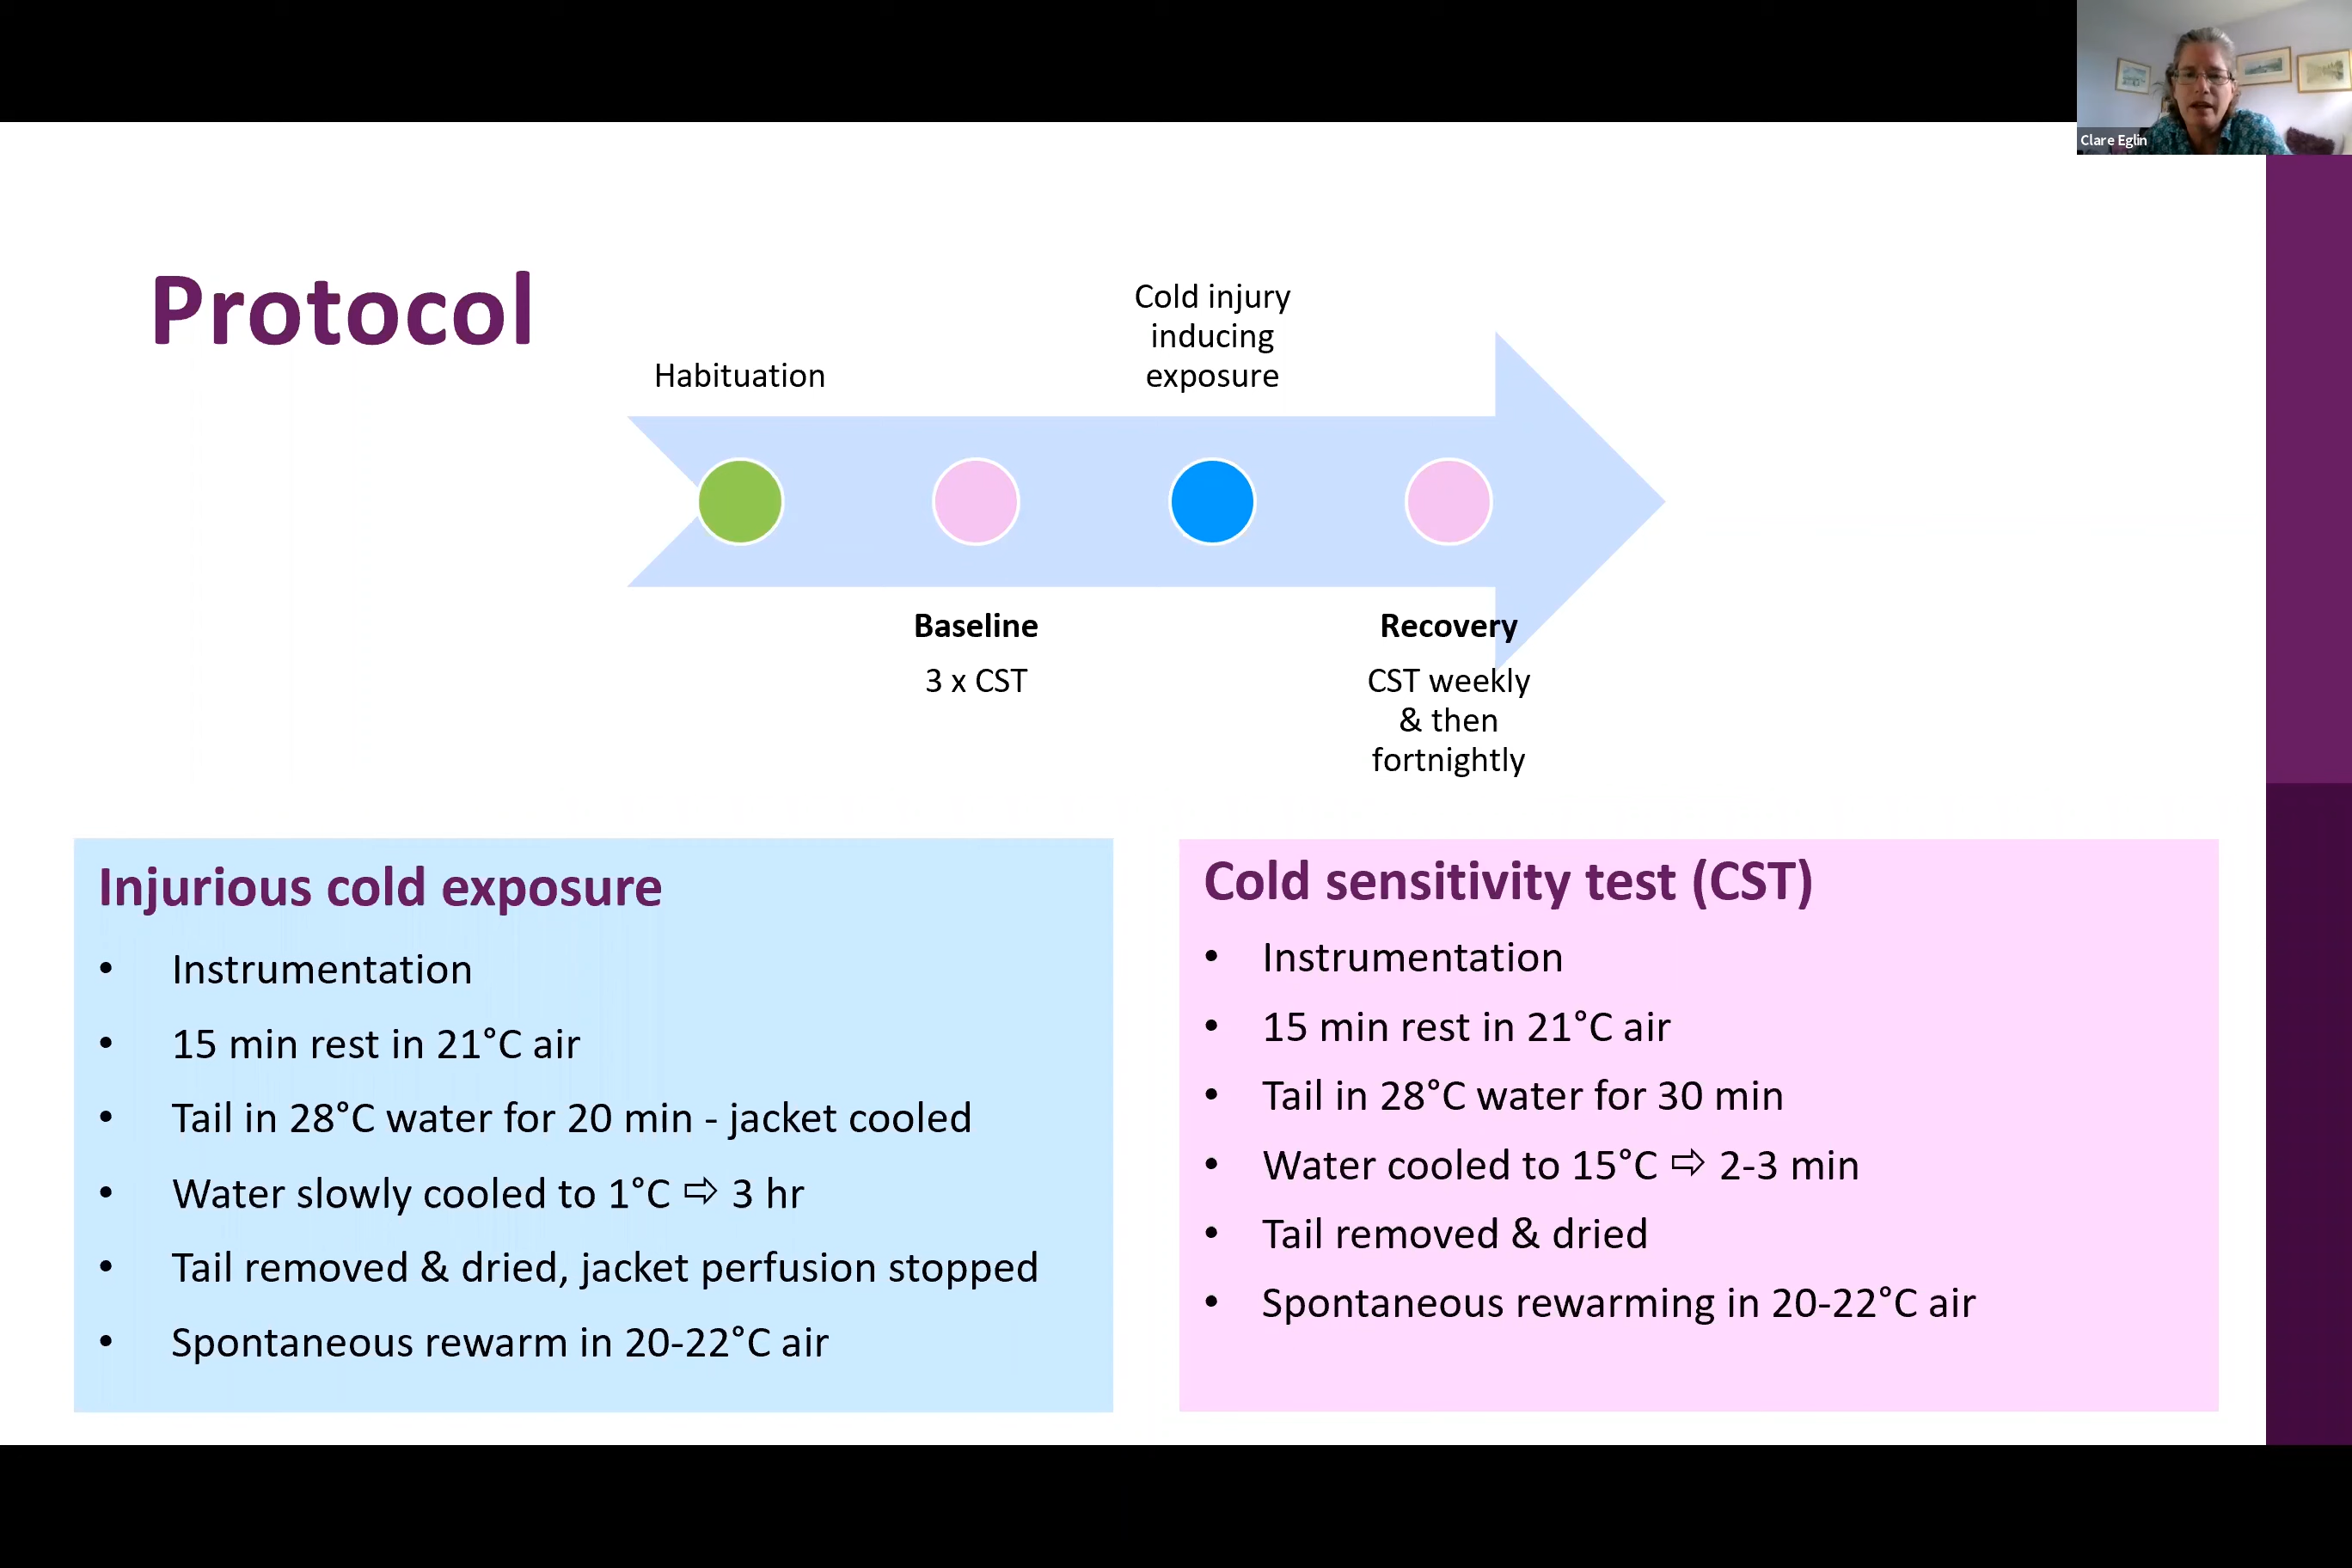 Clare Eglin
Protocol
Habituation
Cold injury
inducing
exposure
Baseline
3 x CST
Recovery
CST weekly
& then
fortnightly
Injurious cold exposure
• Instrumentation
• 15 min rest in 21°C air
• Tail in 28°C water for 20 min - jacket cooled
• Water slowly cooled to 1°C ⇨ 3 hr
• Tail removed & dried, jacket perfusion stopped
• Spontaneous rewarm in 20-22°C air
Cold sensitivity test (CST)
• Instrumentation
• 15 min rest in 21°C air
• Tail in 28°C water for 30 min
• Water cooled to 15°C ⇨ 2-3 min
• Tail removed & dried
• Spontaneous rewarming in 20-22°C air